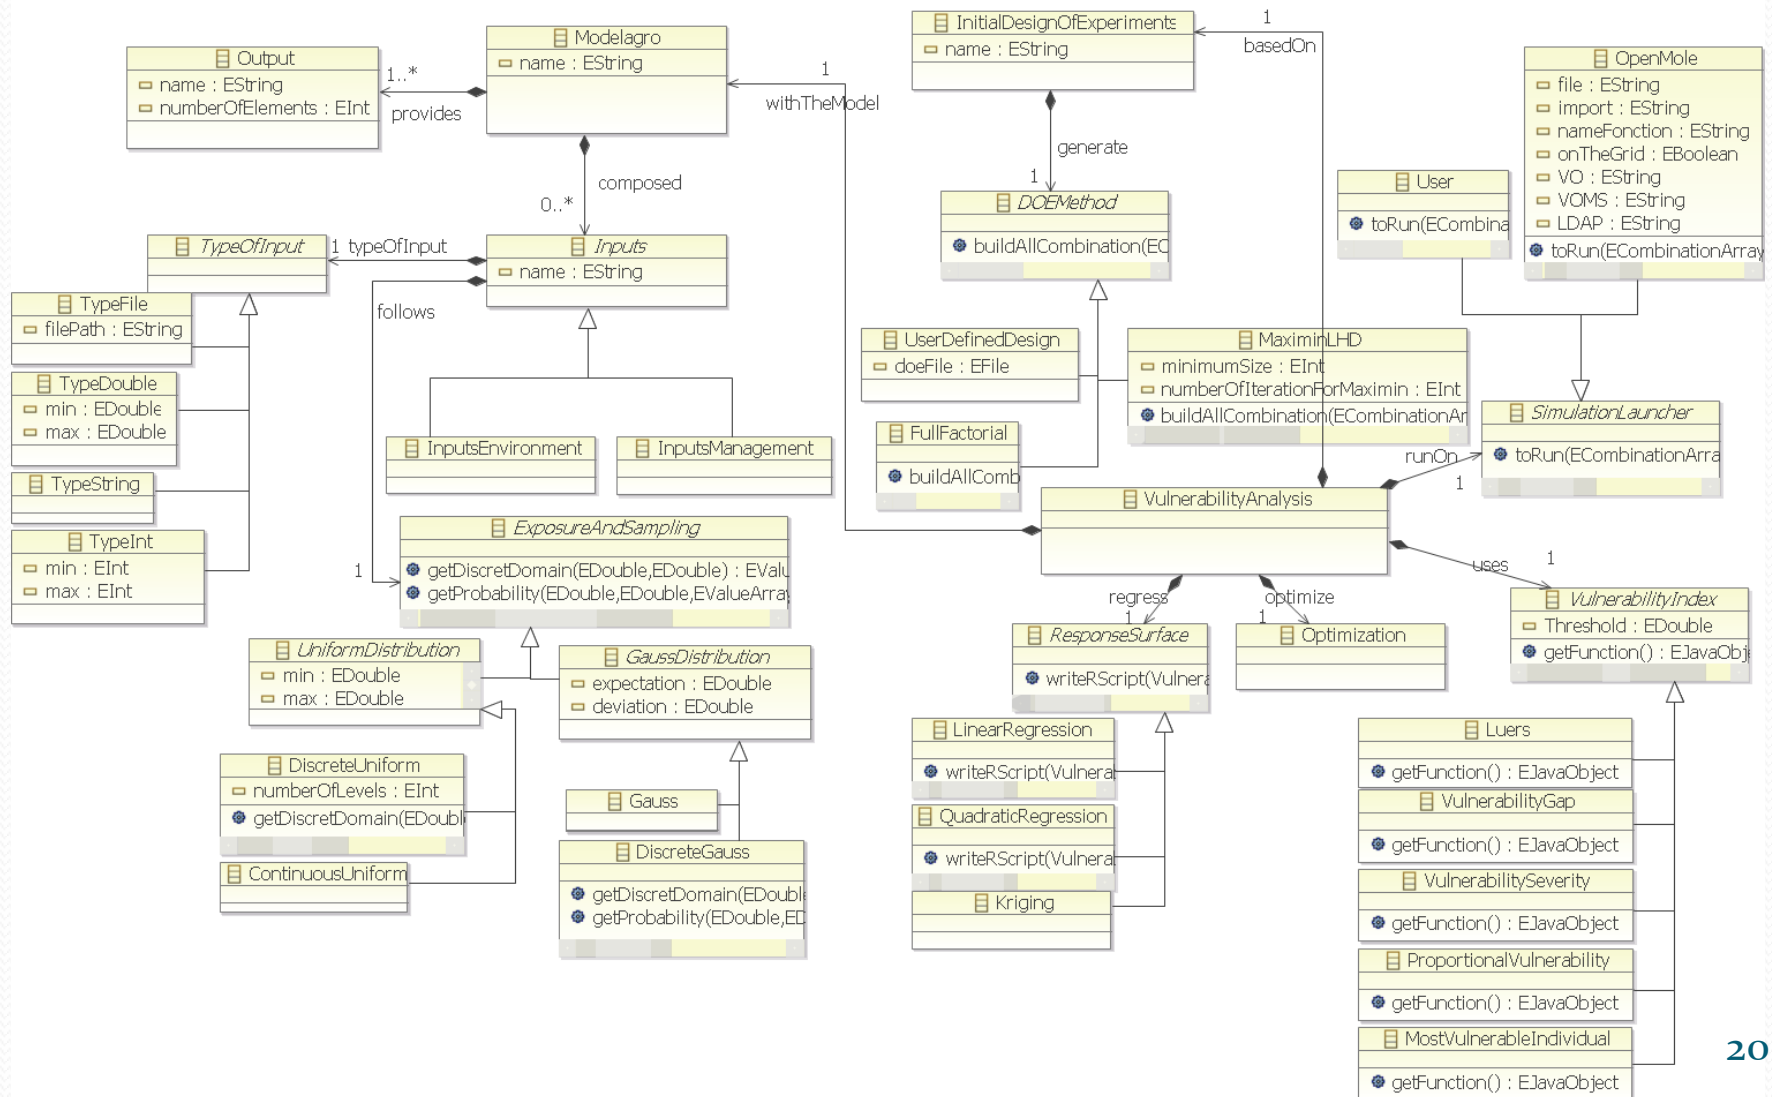 Output
name : EString
numberOfElements : EInt
1..*
provides
Modelagro
name : EString
composed
0..*
1
withTheModel
InitialDesignOfExperiments
name : EString
1
basedOn
generate
1
DOEMethod
buildAllCombination(EC
User
toRun(ECombina
OpenMole
file : EString
import : EString
nameFonction : EString
onTheGrid : EBoolean
VO : EString
VOMS : EString
LDAP : EString
toRun(ECombinationArray
TypeOfInput
1 typeOfInput
Inputs
name : EString
follows
1
TypeFile
filePath : EString
TypeDouble
min : EDouble
max : EDouble
TypeString
TypeInt
min : EInt
max : EInt
InputsEnvironment
InputsManagement
UserDefinedDesign
doeFile : EFile
MaximinLHD
minimumSize : EInt
numberOfIterationForMaximin : EInt
buildAllCombination(ECombinationAr
FullFactorial
buildAllComb
SimulationLauncher
toRun(ECombinationArra
runOn
1
VulnerabilityAnalysis
ExposureAndSampling
getDiscretDomain(EDouble,EDouble) : EValu
getProbability(EDouble,EDouble,EValueArray
uses
1
regress
1
optimize
1
VulnerabilityIndex
Threshold : EDouble
getFunction() : EJavaObj
ResponseSurface
writeRScript(Vulnera
Optimization
UniformDistribution
min : EDouble
max : EDouble
GaussDistribution
expectation : EDouble
deviation : EDouble
DiscreteUniform
numberOfLevels : EInt
getDiscretDomain(EDoubl
ContinuousUniform
Gauss
DiscreteGauss
getDiscretDomain(EDouble
getProbability(EDouble,ED
LinearRegression
writeRScript(Vulnera
QuadraticRegression
writeRScript(Vulnera
Kriging
Luers
getFunction() : EJavaObject
VulnerabilityGap
getFunction() : EJavaObject
VulnerabilitySeverity
getFunction() : EJavaObject
ProportionalVulnerability
getFunction() : EJavaObject
MostVulnerableIndividual
getFunction() : EJavaObject
20